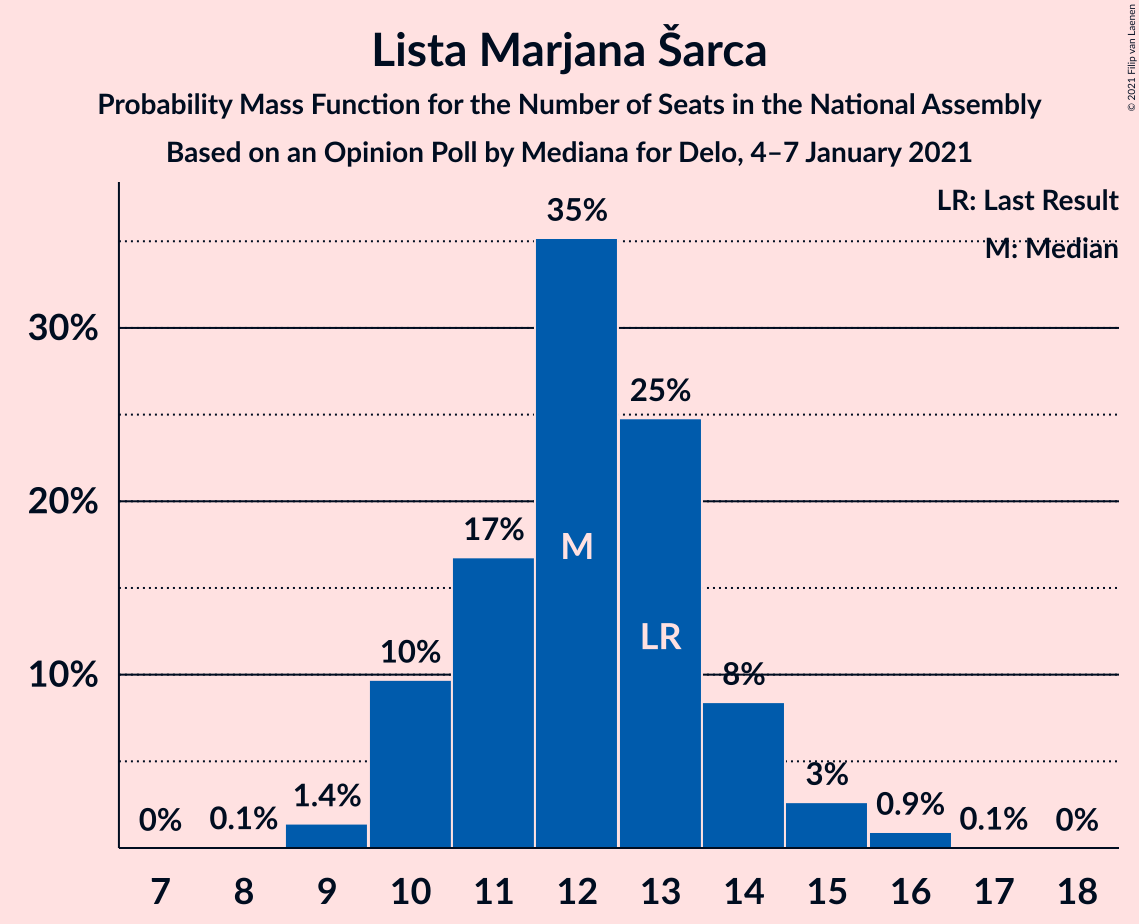 Lista Marjana Šarca
Probability Mass Function for the Number of Seats in the National Assembly
Based on an Opinion Poll by Mediana for Delo, 4–7 January 2021
© 2021 Filip van Laenen
LR: Last Result
M: Median
30%
20%
10%
0%
0.1%
1.4%
10%
17%
35%
25%
8%
3%
0.9%
0.1%
0%
M
LR
7 8 9 10 11 12 13 14 15 16 17 18